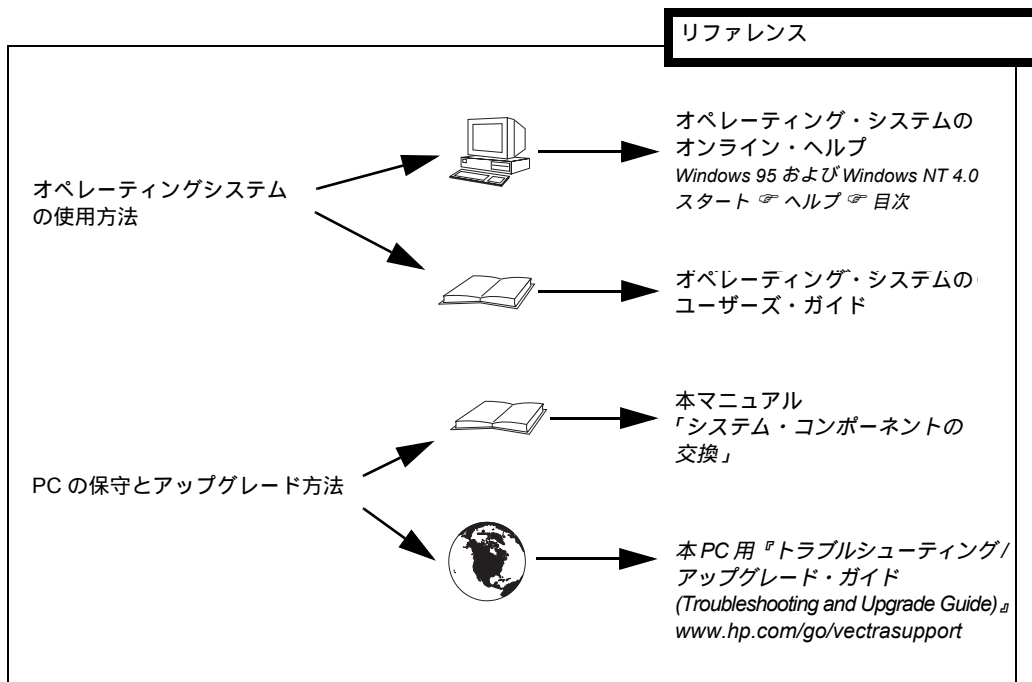 リファレンス
オペレーティングシステム
の使用方法
オペレーティング・システムの
オンライン・ヘルプ
Windows 95 および Windows NT 4.0
スタート ☞ ヘルプ ☞ 目次
オペレーティング・システムの
ユーザーズ・ガイド
PC の保守とアップグレード方法
本マニュアル
「システム・コンポーネントの
交換」
本 PC 用『トラブルシューティング /
アップグレード・ガイド
(Troubleshooting and Upgrade Guide)』
www.hp.com/go/vectrasupport